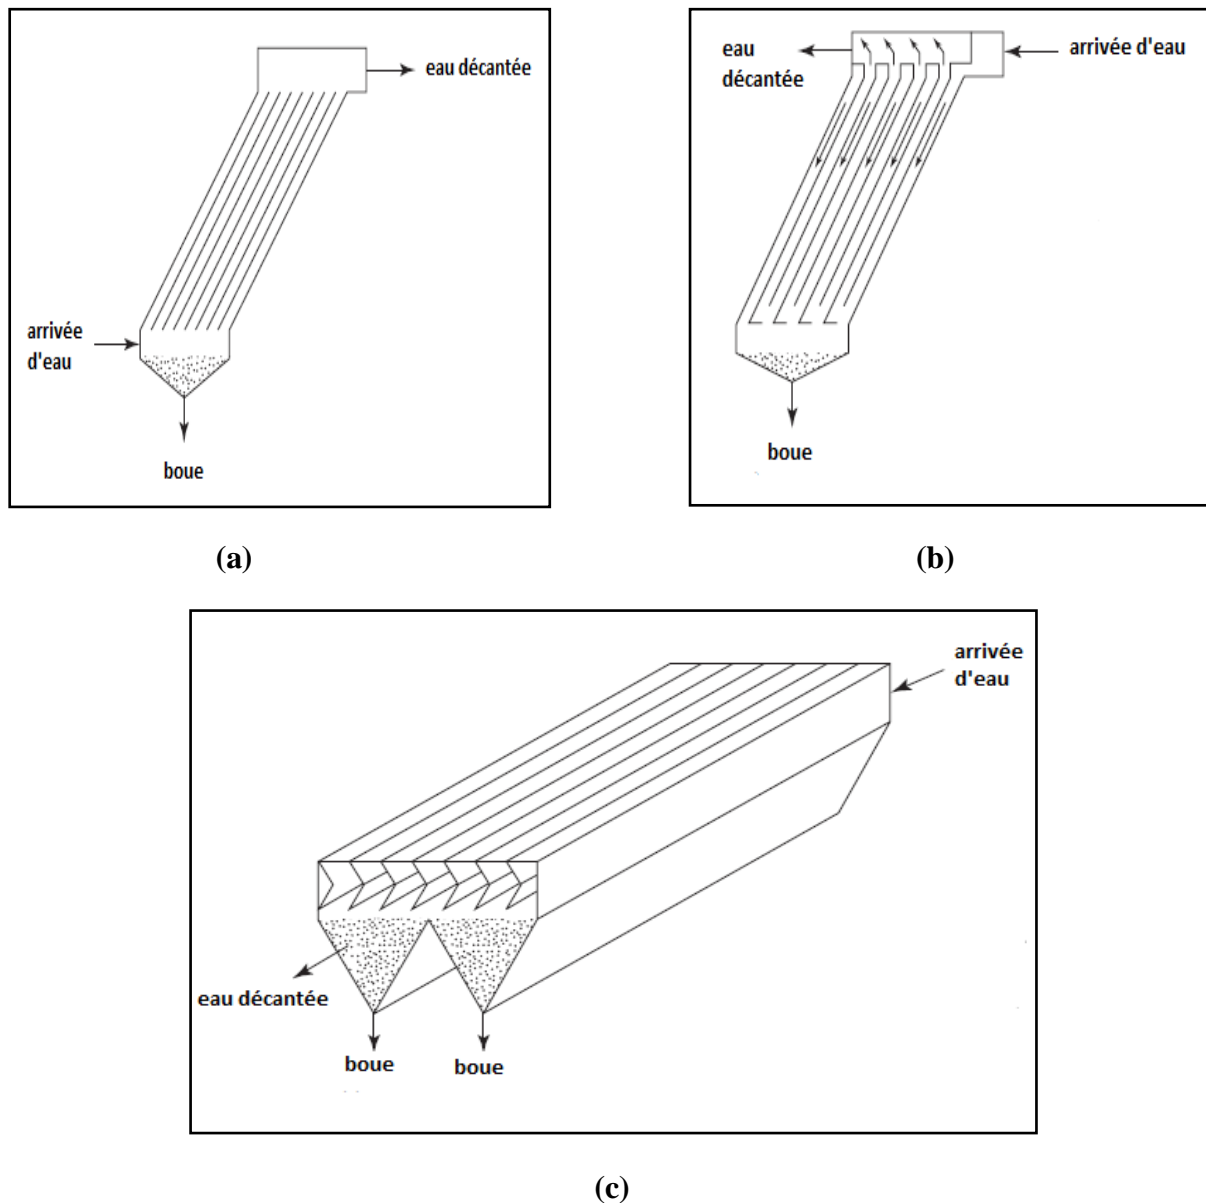 eau décantée
arrivée
d'eau
boue
(a)
eau
décantée
arrivée d'eau
boue
(b)
arrivée
d'eau
eau décantée
boue
boue
(c)